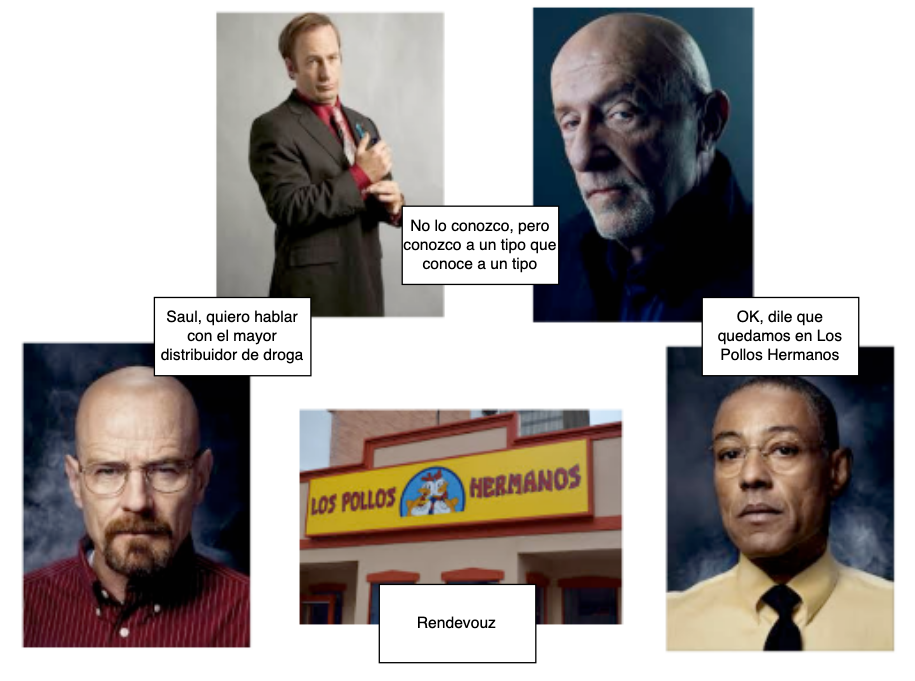 No lo conozco, pero
conozco a un tipo que
conoce a un tipo
Saul, quiero hablar
con el mayor
distribuidor de droga
OK, dile que
quedamos en Los
Pollos Hermanos
LOS POLLOS HERMANOS
Rendevouz